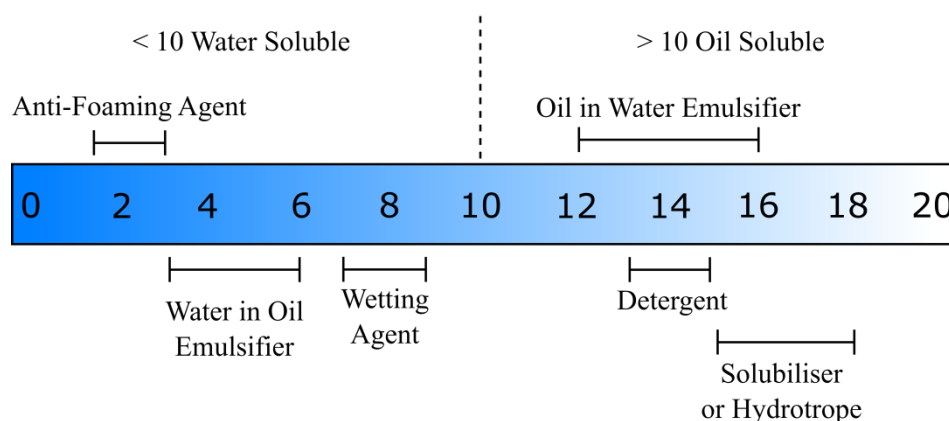 < 10 Water Soluble
> 10 Oil Soluble
Anti-Foaming Agent
Oil in Water Emulsifier
0 2 4 6 8 10 12 14 16 18 20
Water in Oil
Emulsifier
Wetting
Agent
Detergent
Solubiliser
or Hydrotrope